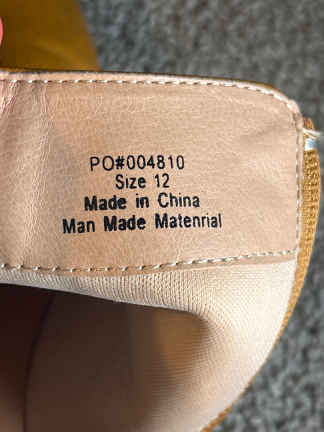 PO#004810
Size 12
Made in China
Man Made Matenrial